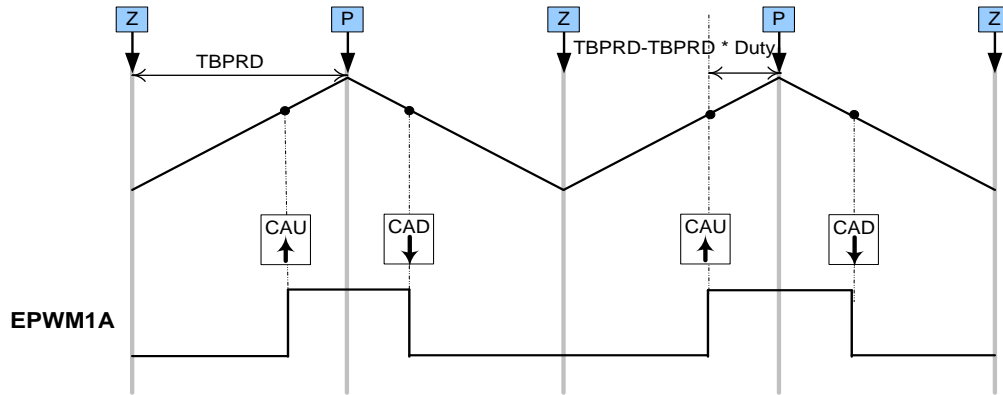 Z P Z P Z
TBPRD-TBPRD * Duty
TBPRD
CAU CAD CAU CAD
EPWM1A